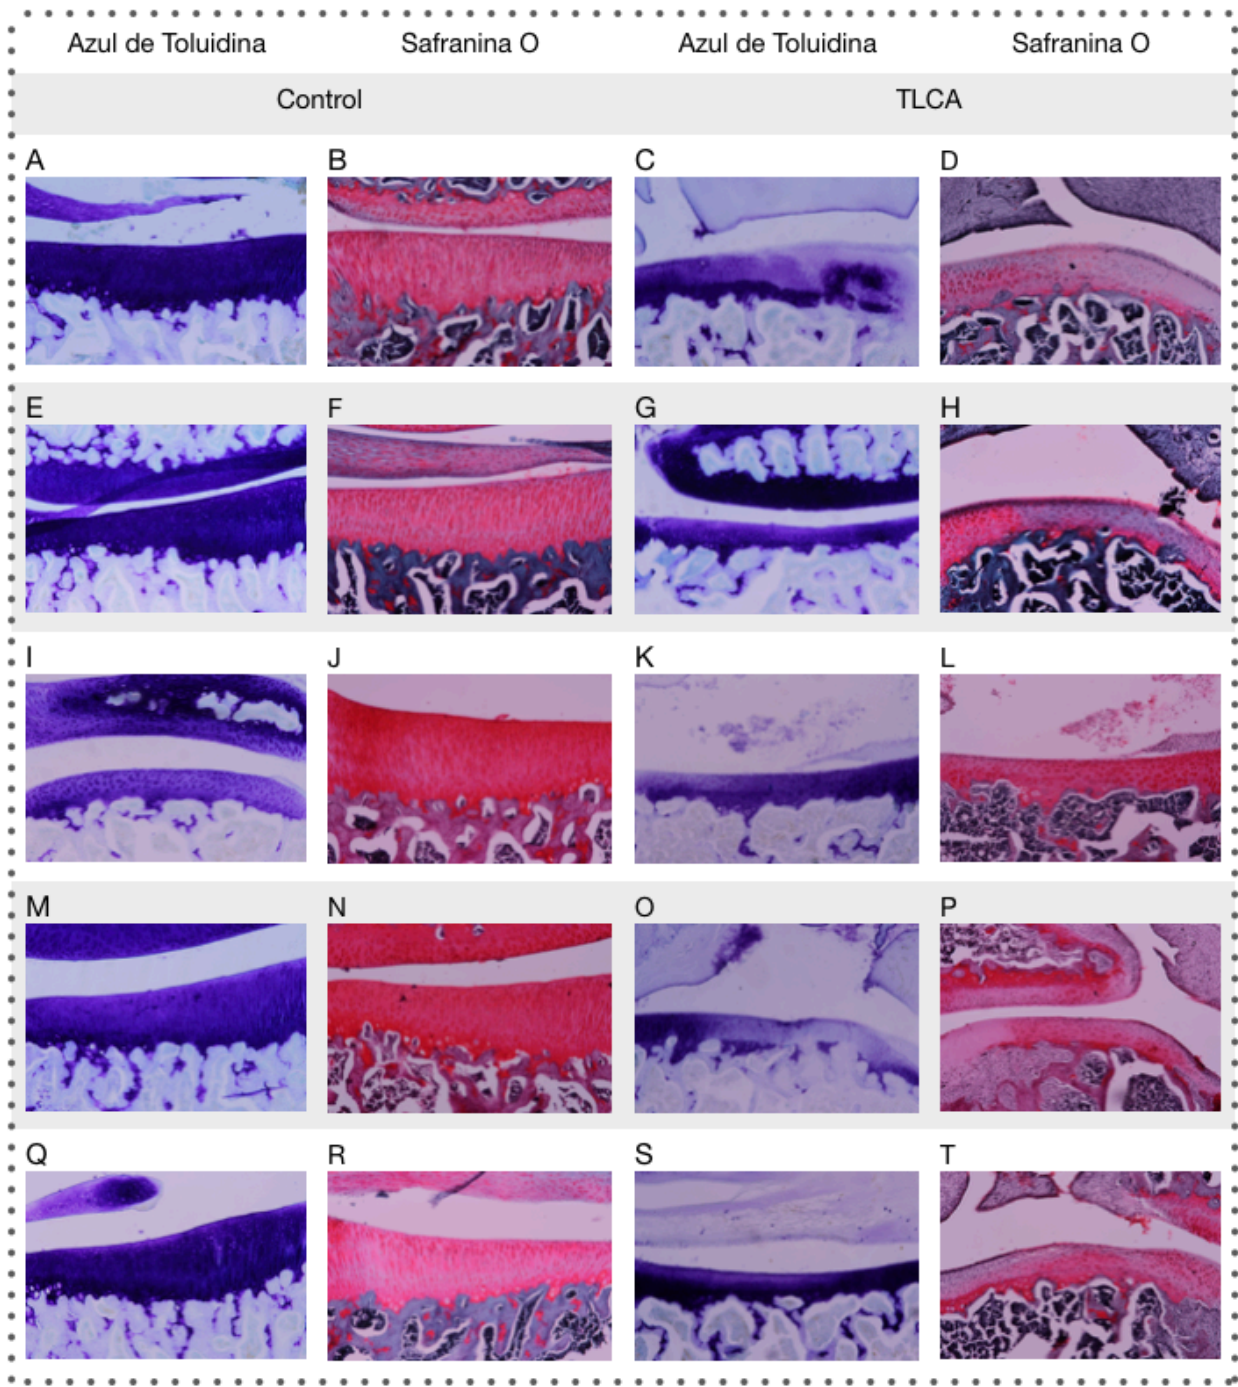 Azul de Toluidina Safranina O Azul de Toluidina Safranina O
Control TLCA
A B C D
E F G H
I J K L
M N O P
Q R S T